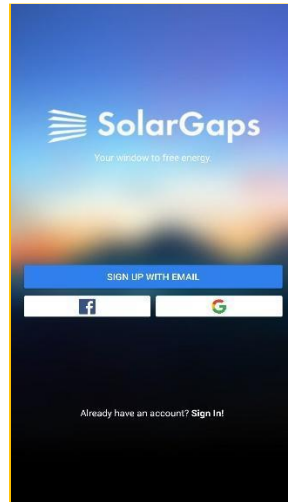 SolarGaps
Your window to free energy.
SIGN UP WITH EMAIL
f
G
Already have an account? Sign In!